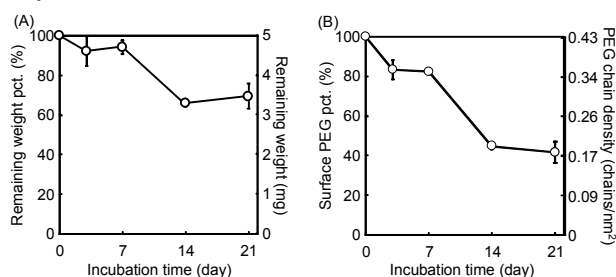 (A)
Remaining weight pct. (%)
100
80
60
40
20
0
0 7 14 21
Incubation time (day)
5
4
3
2
1
0
Remaining
weight (mg)
(B)
Surface PEG pct. (%)
100
80
60
40
20
0
0 7 14 21
Incubation time (day)
0.43
0.34
0.26
0.17
0.09
0
PEG chain
density (chains/nm²)